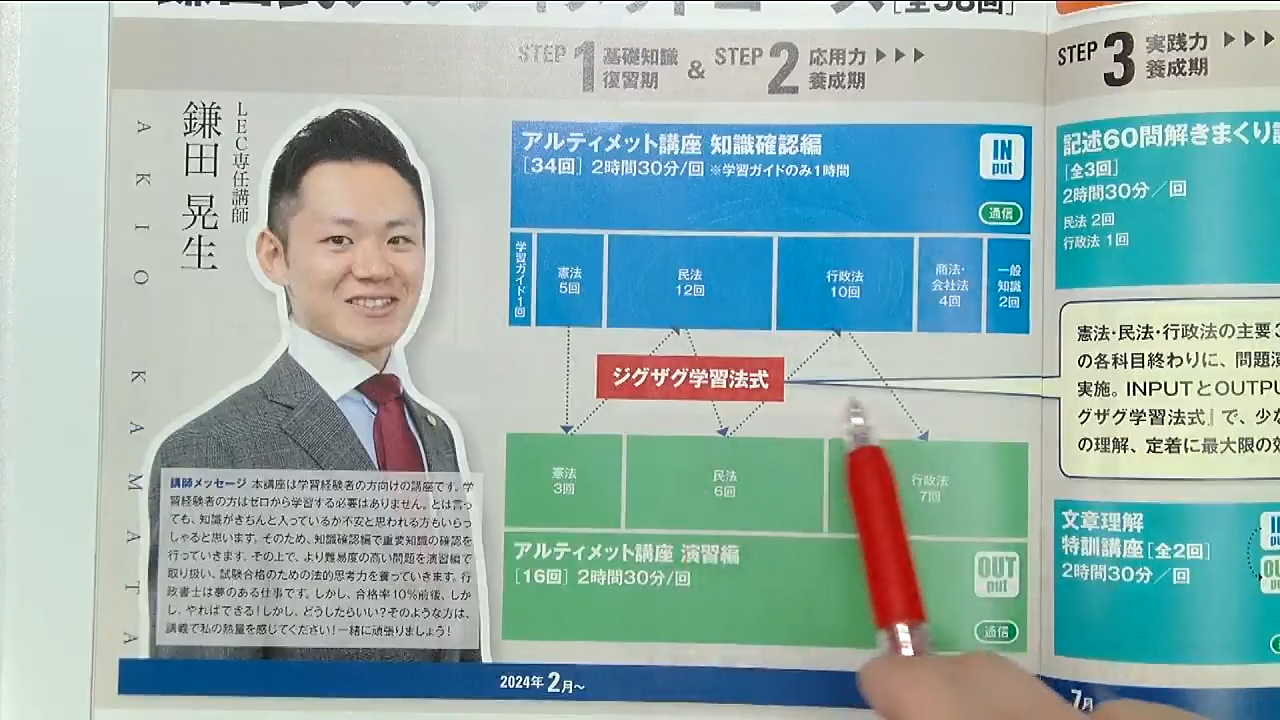 [全58回]
STEP 1 基礎知識
復習期
& STEP 2 応用力
養成期
STEP 3 実践力
養成期
AKIO KAMATA
LEC専任講師
鎌田 晃生
アルティメット講座 知識確認編
[34回] 2時間30分/回 ※学習ガイドのみ1時間
IN
put
通信
学習ガイド1回
憲法
5回
民法
12回
行政法
10回
商法・
会社法
4回
一般
知識
2回
ジグザグ学習法式
憲法
3回
民法
6回
行政法
7回
アルティメット講座 演習編
[16回] 2時間30分/回
OUT
put
通信
講師メッセージ 本講座は学習経験者の方向けの講座です。学
習経験者の方はゼロから学習する必要はありません。とは言っ
ても、知識がきちんと入っているか不安と思われる方もいらっ
しゃると思います。そのため、知識確認編で重要知識の確認を
行っていきます。その上で、より難易度の高い問題を演習編で
取り扱い、試験合格のための法的思考力を養っていきます。行
政書士は夢のある仕事です。しかし、合格率10%前後、しか
し、やればできる!しかし、どうしたらいい?そのような方は、
講義で私の熱量を感じてください!一緒に頑張りましょう!
記述60問解きまくり
[全3回]
2時間30分/回
民法 2回
行政法 1回
憲法・民法・行政法の主要
の各科目終わりに、問題
実施。INPUTとOUTPU
グザグ学習法式』で、少
の理解、定着に最大限の
文章理解
特訓講座[全2回]
2時間30分/回
2024年 2月~
7月